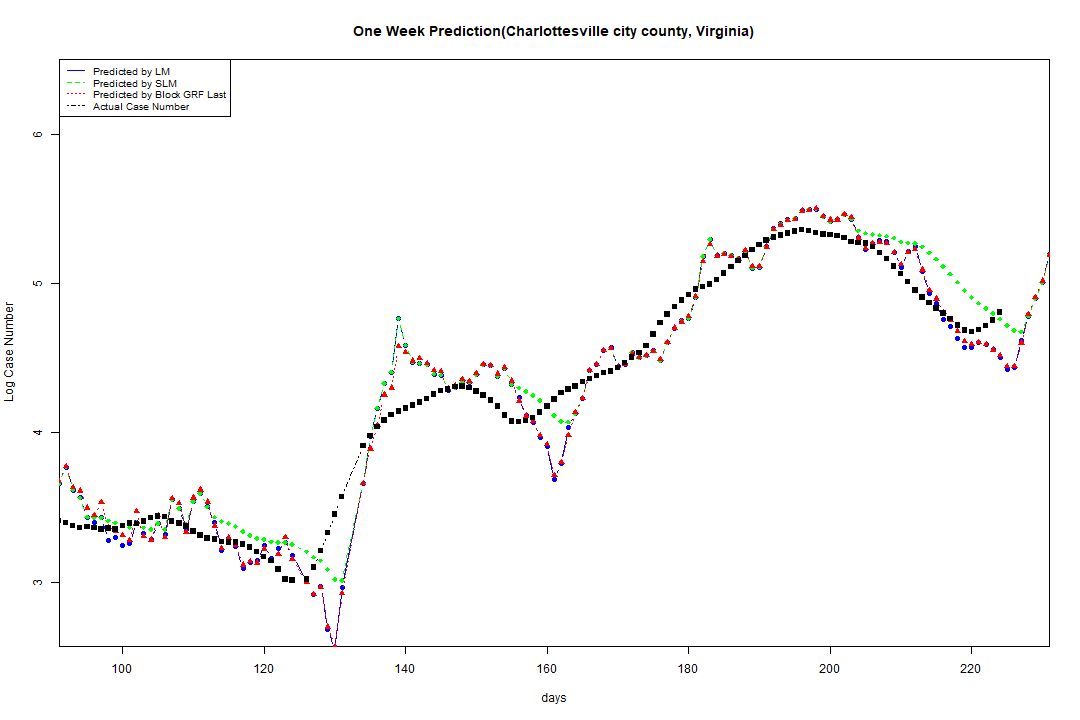 One Week Prediction(Charlottesville city county, Virginia)
Predicted by LM
Predicted by SLM
Predicted by Block GRF Last
Actual Case Number
6
5
4
3
Log Case Number
100 120 140 160 180 200 220
days